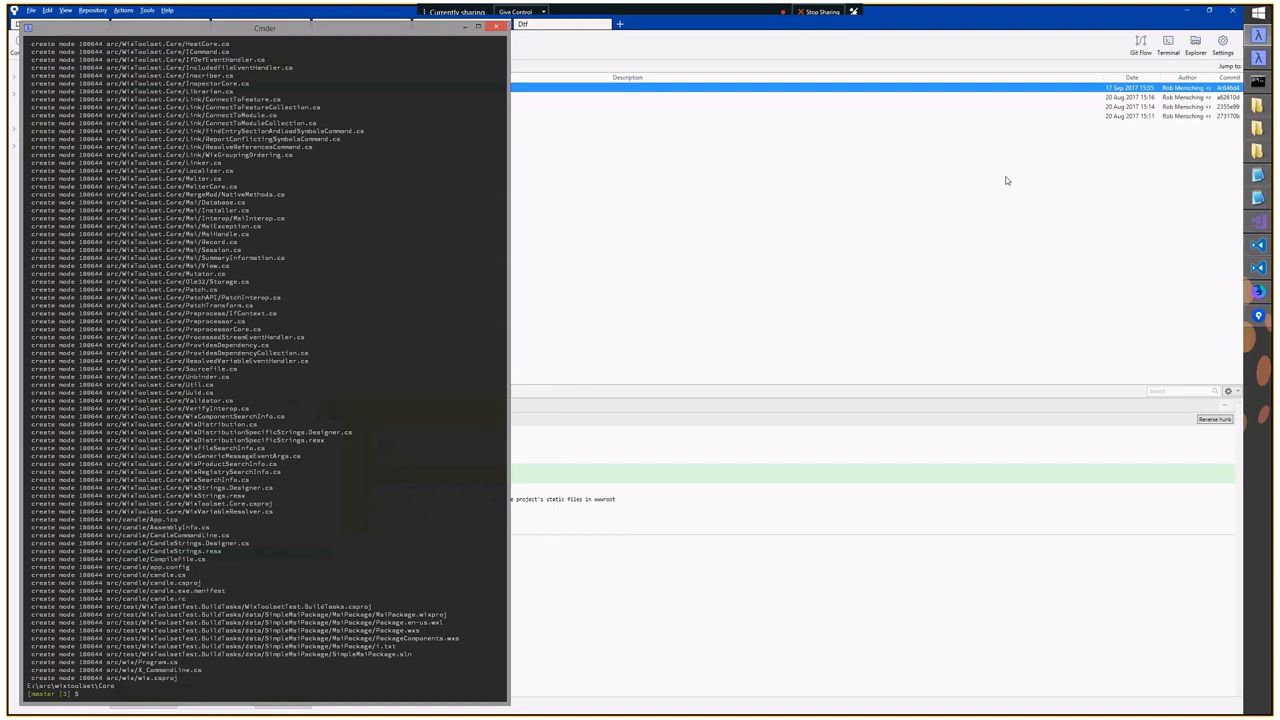 File Edit View Repository Actions Tools Help
Currently sharing Give Control Stop Sharing
Cmder
Dtf
Git Flow Terminal Explorer Settings
Jump to:
Description Date Author Commit
17 Sep 2017 15:35 Rob Mensching <r 4c646d4
20 Aug 2017 15:16 Rob Mensching <r a62610d
20 Aug 2017 15:14 Rob Mensching <r 2355e99
20 Aug 2017 15:11 Rob Mensching <r 273170b
Search
Reverse hunk
e project's static files in wwwroot
create mode 100644 src/WixToolset.Core/HeatCore.cs
create mode 100644 src/WixToolset.Core/ICommand.cs
create mode 100644 src/WixToolset.Core/IfDefEventHandler.cs
create mode 100644 src/WixToolset.Core/IncludedFileEventHandler.cs
create mode 100644 src/WixToolset.Core/Inscriber.cs
create mode 100644 src/WixToolset.Core/InspectorCore.cs
create mode 100644 src/WixToolset.Core/Librarian.cs
create mode 100644 src/WixToolset.Core/Link/ConnectToFeature.cs
create mode 100644 src/WixToolset.Core/Link/ConnectToFeatureCollection.cs
create mode 100644 src/WixToolset.Core/Link/ConnectToModule.cs
create mode 100644 src/WixToolset.Core/Link/ConnectToModuleCollection.cs
create mode 100644 src/WixToolset.Core/Link/FindEntrySectionAndLoadSymbolsCommand.cs
create mode 100644 src/WixToolset.Core/Link/ReportConflictingSymbolsCommand.cs
create mode 100644 src/WixToolset.Core/Link/ResolveReferencesCommand.cs
create mode 100644 src/WixToolset.Core/Link/WixGroupingOrdering.cs
create mode 100644 src/WixToolset.Core/Linker.cs
create mode 100644 src/WixToolset.Core/Localizer.cs
create mode 100644 src/WixToolset.Core/Melter.cs
create mode 100644 src/WixToolset.Core/MelterCore.cs
create mode 100644 src/WixToolset.Core/MergeMod/NativeMethods.cs
create mode 100644 src/WixToolset.Core/Msi/Database.cs
create mode 100644 src/WixToolset.Core/Msi/Installer.cs
create mode 100644 src/WixToolset.Core/Msi/Interop/MsiInterop.cs
create mode 100644 src/WixToolset.Core/Msi/MsiException.cs
create mode 100644 src/WixToolset.Core/Msi/MsiHandle.cs
create mode 100644 src/WixToolset.Core/Msi/Record.cs
create mode 100644 src/WixToolset.Core/Msi/Session.cs
create mode 100644 src/WixToolset.Core/Msi/SummaryInformation.cs
create mode 100644 src/WixToolset.Core/Msi/View.cs
create mode 100644 src/WixToolset.Core/Mutator.cs
create mode 100644 src/WixToolset.Core/Ole32/Storage.cs
create mode 100644 src/WixToolset.Core/Patch.cs
create mode 100644 src/WixToolset.Core/PatchAPI/PatchInterop.cs
create mode 100644 src/WixToolset.Core/PatchTransform.cs
create mode 100644 src/WixToolset.Core/Preprocess/IfContext.cs
create mode 100644 src/WixToolset.Core/Preprocessor.cs
create mode 100644 src/WixToolset.Core/PreprocessorCore.cs
create mode 100644 src/WixToolset.Core/ProcessedStreamEventHandler.cs
create mode 100644 src/WixToolset.Core/ProvidesDependency.cs
create mode 100644 src/WixToolset.Core/ProvidesDependencyCollection.cs
create mode 100644 src/WixToolset.Core/ResolvedVariableEventHandler.cs
create mode 100644 src/WixToolset.Core/SourceFile.cs
create mode 100644 src/WixToolset.Core/Unbinder.cs
create mode 100644 src/WixToolset.Core/Util.cs
create mode 100644 src/WixToolset.Core/Uuid.cs
create mode 100644 src/WixToolset.Core/Validator.cs
create mode 100644 src/WixToolset.Core/VerifyInterop.cs
create mode 100644 src/WixToolset.Core/WixComponentSearchInfo.cs
create mode 100644 src/WixToolset.Core/WixDistribution.cs
create mode 100644 src/WixToolset.Core/WixDistributionSpecificStrings.Designer.cs
create mode 100644 src/WixToolset.Core/WixDistributionSpecificStrings.resx
create mode 100644 src/WixToolset.Core/WixFileSearchInfo.cs
create mode 100644 src/WixToolset.Core/WixGenericMessageEventArgs.cs
create mode 100644 src/WixToolset.Core/WixProductSearchInfo.cs
create mode 100644 src/WixToolset.Core/WixRegistrySearchInfo.cs
create mode 100644 src/WixToolset.Core/WixSearchInfo.cs
create mode 100644 src/WixToolset.Core/WixStrings.Designer.cs
create mode 100644 src/WixToolset.Core/WixStrings.resx
create mode 100644 src/WixToolset.Core/WixToolset.Core.csproj
create mode 100644 src/WixToolset.Core/WixVariableResolver.cs
create mode 100644 src/candle/App.ico
create mode 100644 src/candle/AssemblyInfo.cs
create mode 100644 src/candle/CandleCommandLine.cs
create mode 100644 src/candle/CandleStrings.Designer.cs
create mode 100644 src/candle/CandleStrings.resx
create mode 100644 src/candle/CompileFile.cs
create mode 100644 src/candle/app.config
create mode 100644 src/candle/candle.cs
create mode 100644 src/candle/candle.csproj
create mode 100644 src/candle/candle.exe.manifest
create mode 100644 src/candle/candle.rc
create mode 100644 src/test/WixToolsetTest.BuildTasks/WixToolsetTest.BuildTasks.csproj
create mode 100644 src/test/WixToolsetTest.BuildTasks/data/SimpleMsiPackage/MsiPackage/MsiPackage.wixproj
create mode 100644 src/test/WixToolsetTest.BuildTasks/data/SimpleMsiPackage/MsiPackage/Package.en-us.wxl
create mode 100644 src/test/WixToolsetTest.BuildTasks/data/SimpleMsiPackage/MsiPackage/Package.wxs
create mode 100644 src/test/WixToolsetTest.BuildTasks/data/SimpleMsiPackage/MsiPackage/PackageComponents.wxs
create mode 100644 src/test/WixToolsetTest.BuildTasks/data/SimpleMsiPackage/MsiPackage/i.txt
create mode 100644 src/test/WixToolsetTest.BuildTasks/data/SimpleMsiPackage/SimpleMsiPackage.sln
create mode 100644 src/wix/Program.cs
create mode 100644 src/wix/X_CommandLine.cs
create mode 100644 src/wix/wix.csproj
E:\src\wixtoolset\Core
[master ↑3] S